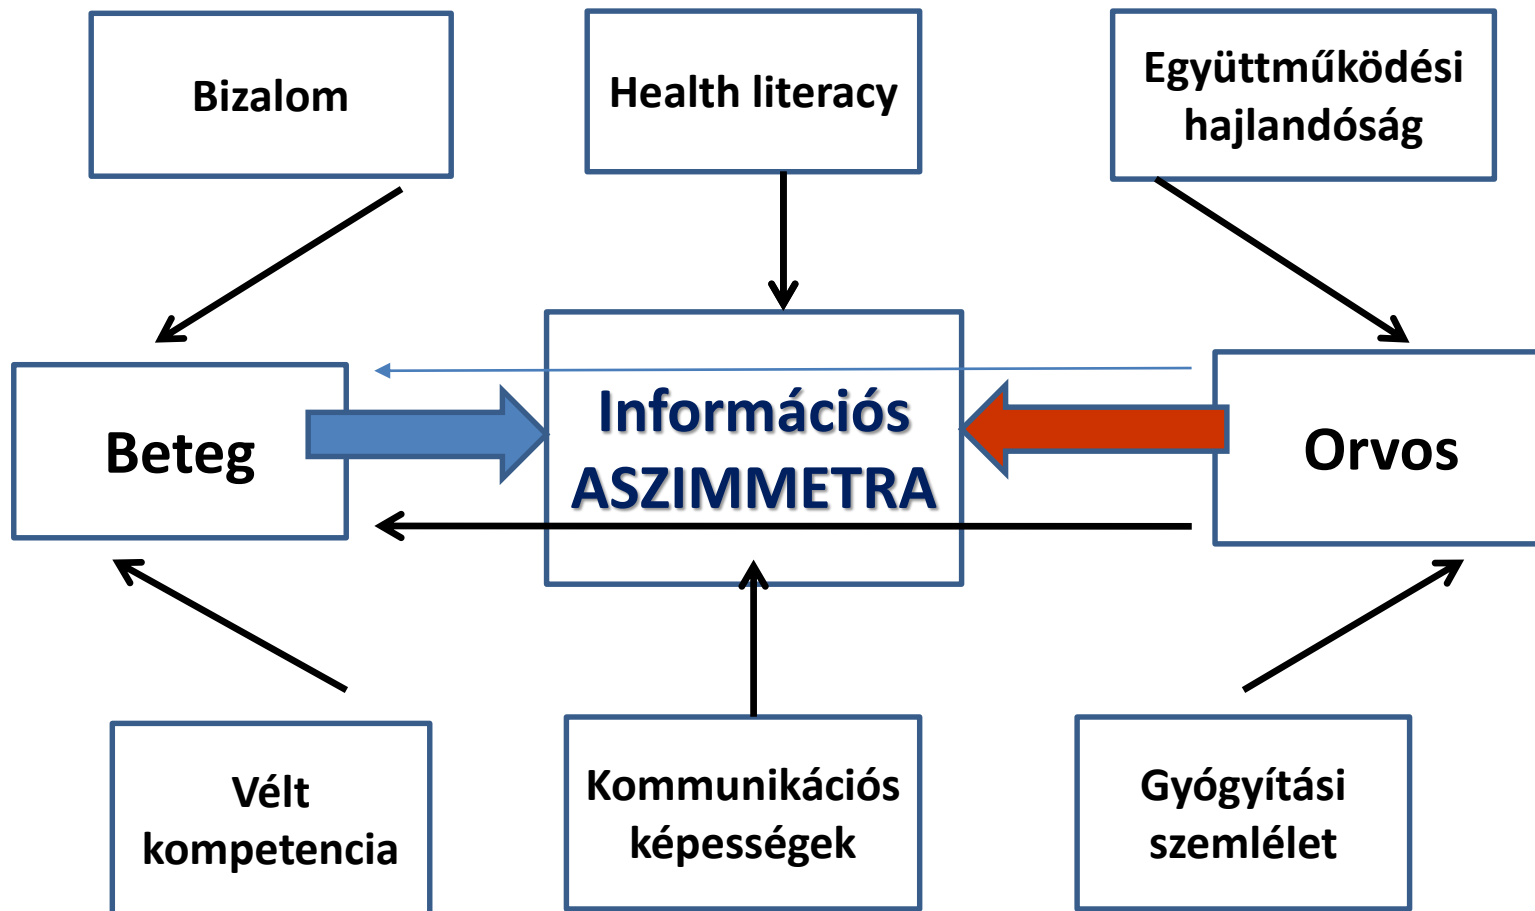 Bizalom
Health literacy
Együttműködési
hajlandóság
Beteg
Információs
ASZIMMETRA
Orvos
Vélt
kompetencia
Kommunikációs
képességek
Gyógyítási
szemlélet